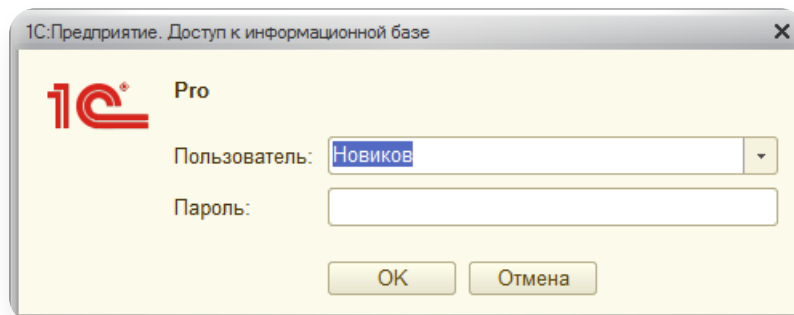 1С:Предприятие. Доступ к информационной базе
1С®
Pro
Пользователь: Новиков
Пароль:
OK Отмена